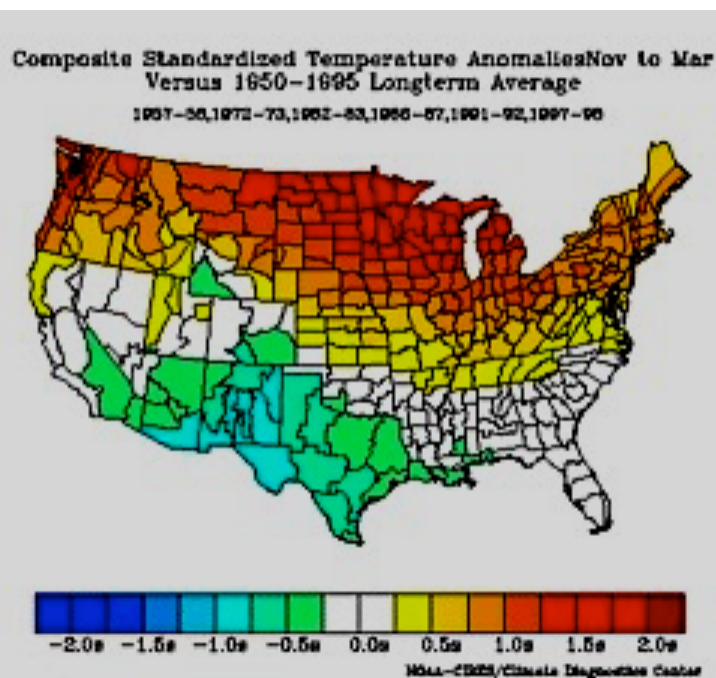 Composite Standardized Temperature AnomaliesNov to Mar
Versus 1950-1995 Longterm Average
1957-58,1972-73,1982-83,1986-87,1991-92,1997-98
-2.0s -1.5s -1.0s -0.5s 0.0s 0.5s 1.0s 1.5s 2.0s
NOAA-CIRES/Climate Diagnostics Center